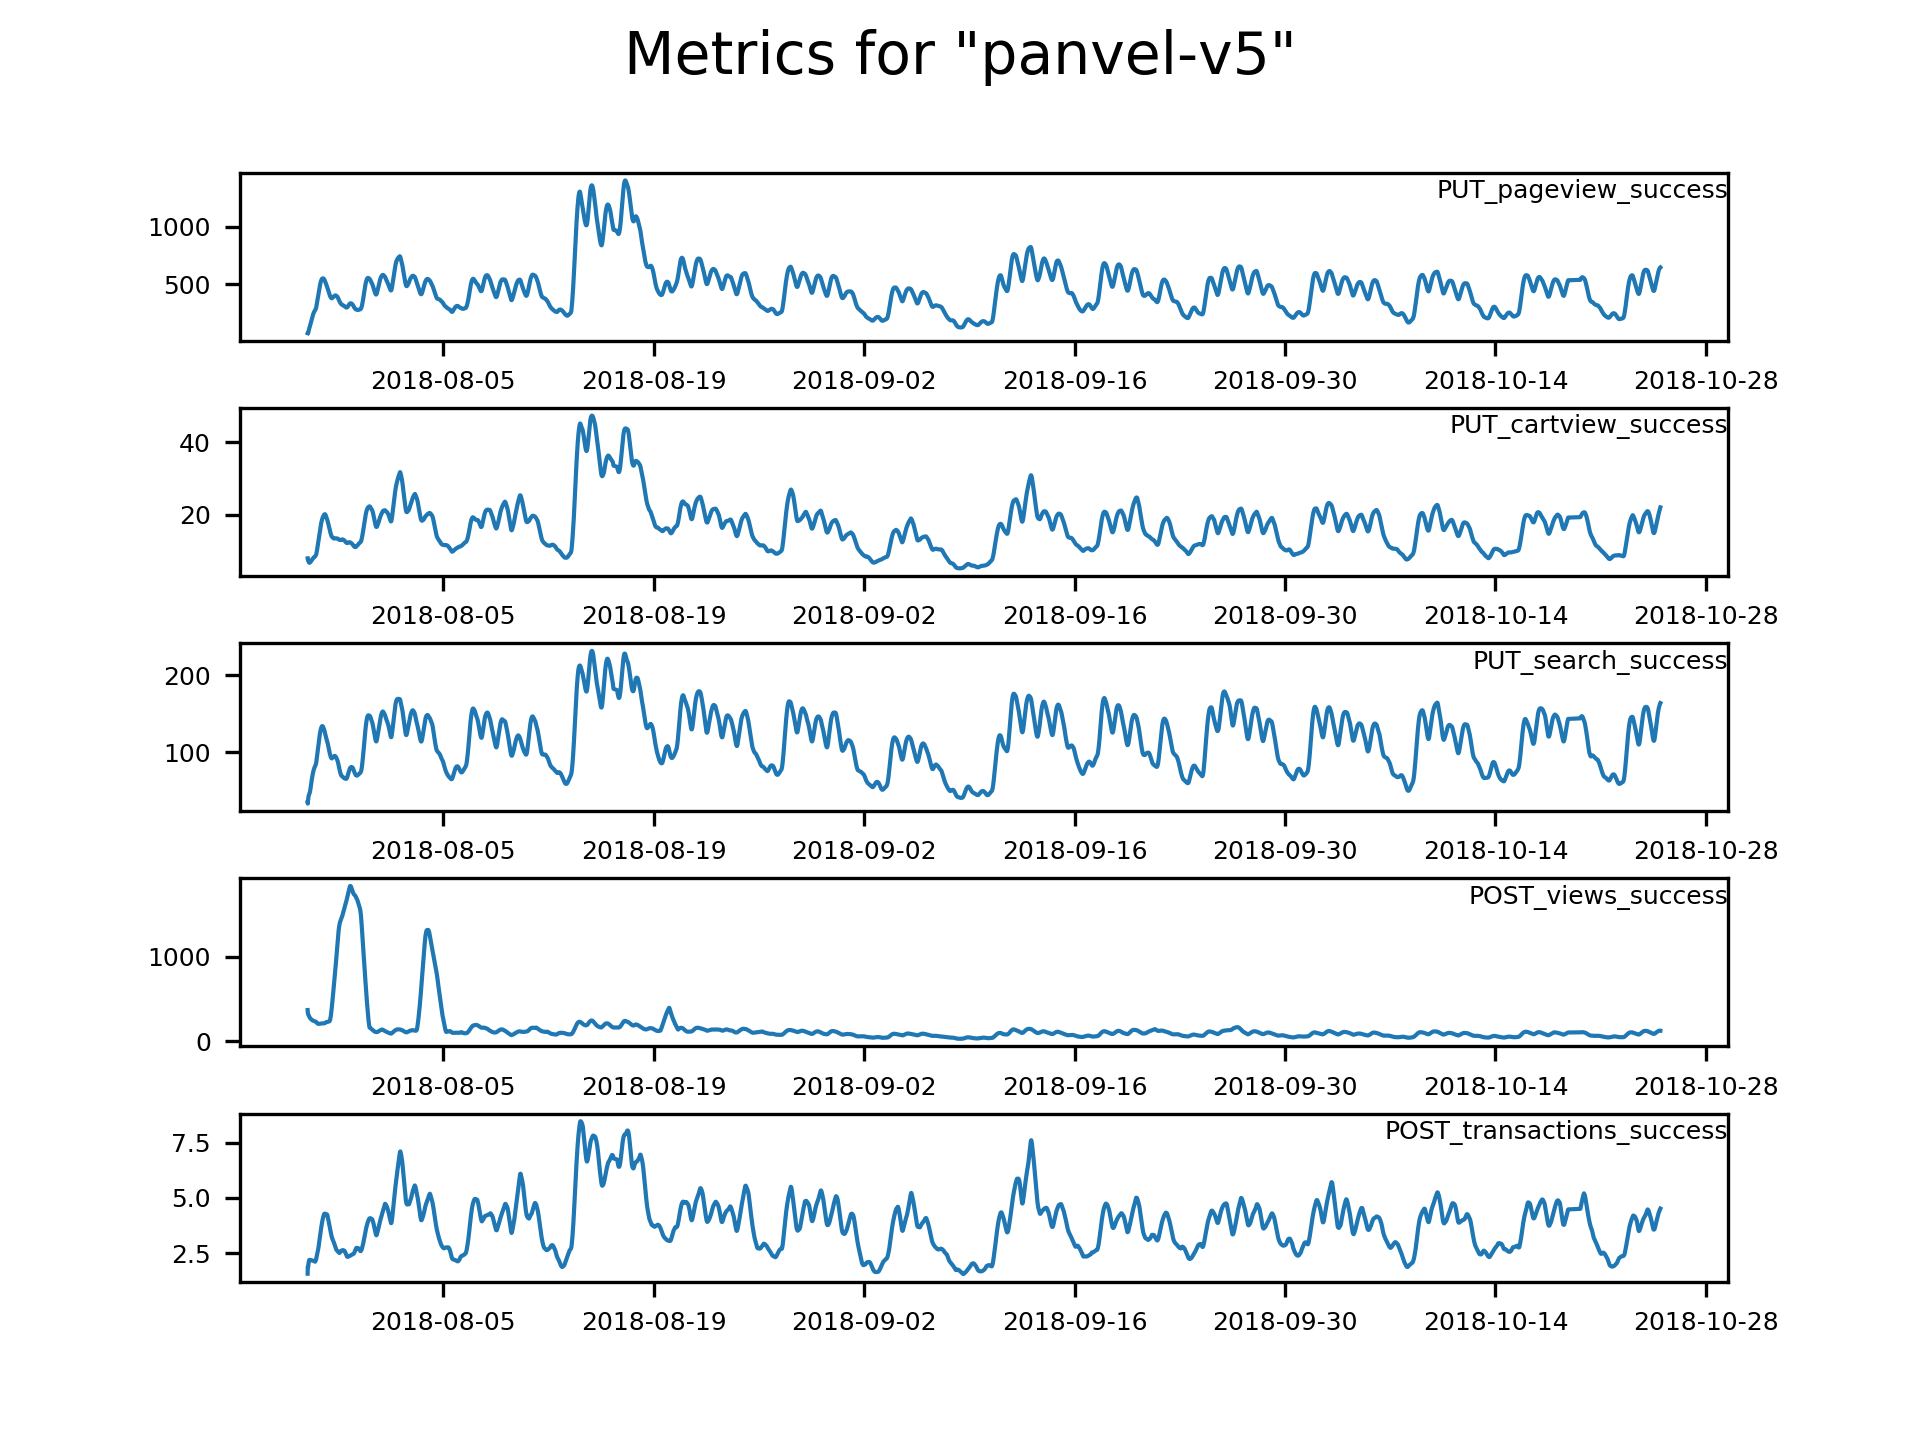 Metrics for "panvel-v5"
PUT_pageview_success
1000
500
2018-08-05 2018-08-19 2018-09-02 2018-09-16 2018-09-30 2018-10-14 2018-10-28
PUT_cartview_success
40
20
2018-08-05 2018-08-19 2018-09-02 2018-09-16 2018-09-30 2018-10-14 2018-10-28
PUT_search_success
200
100
2018-08-05 2018-08-19 2018-09-02 2018-09-16 2018-09-30 2018-10-14 2018-10-28
POST_views_success
1000
0
2018-08-05 2018-08-19 2018-09-02 2018-09-16 2018-09-30 2018-10-14 2018-10-28
POST_transactions_success
7.5
5.0
2.5
2018-08-05 2018-08-19 2018-09-02 2018-09-16 2018-09-30 2018-10-14 2018-10-28